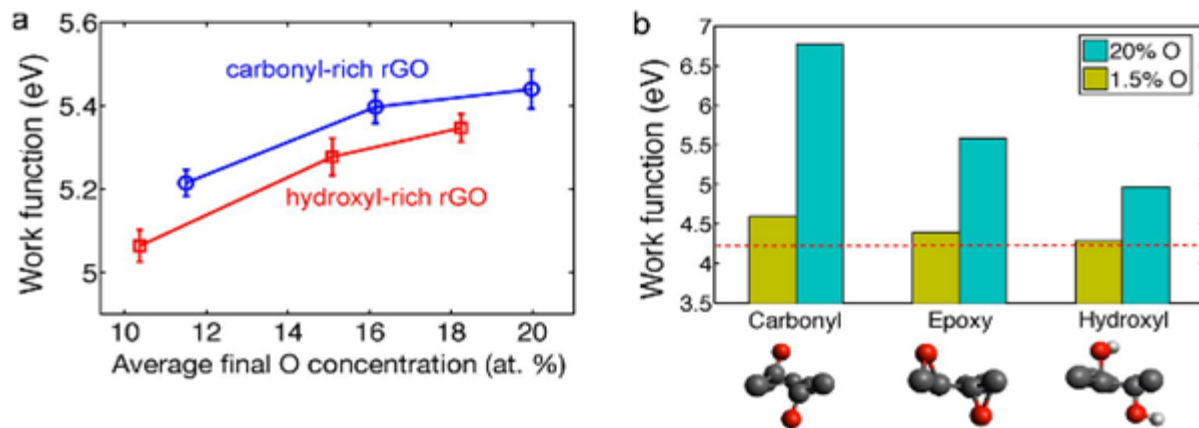 a
5.6
5.4
5.2
5
Work function (eV)
carbonyl-rich rGO
hydroxyl-rich rGO
10 12 14 16 18 20
Average final O concentration (at. %)
b
7
6.5
6
5.5
5
4.5
4
3.5
Work function (eV)
20% O
1.5% O
Carbonyl Epoxy Hydroxyl